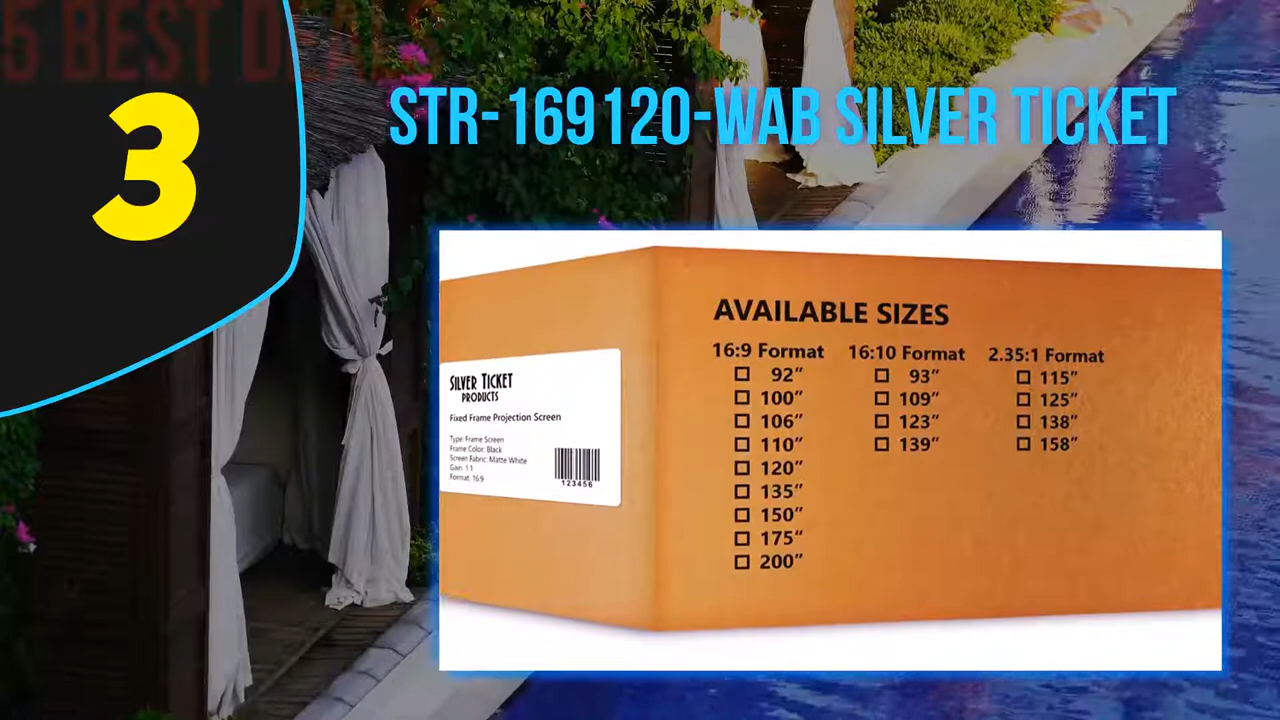 5 BEST DEALS
3
STR-169120-WAB SILVER TICKET
AVAILABLE SIZES
16:9 Format 16:10 Format 2.35:1 Format
92" 93" 115"
100" 109" 125"
106" 123" 138"
110" 139" 158"
120"
135"
150"
175"
200"
SILVER TICKET
PRODUCTS
Fixed Frame Projection Screen
Type: Frame Screen
Frame Color: Black
Screen Fabric: Matte White
Gain: 1.1
Format: 16:9
123456